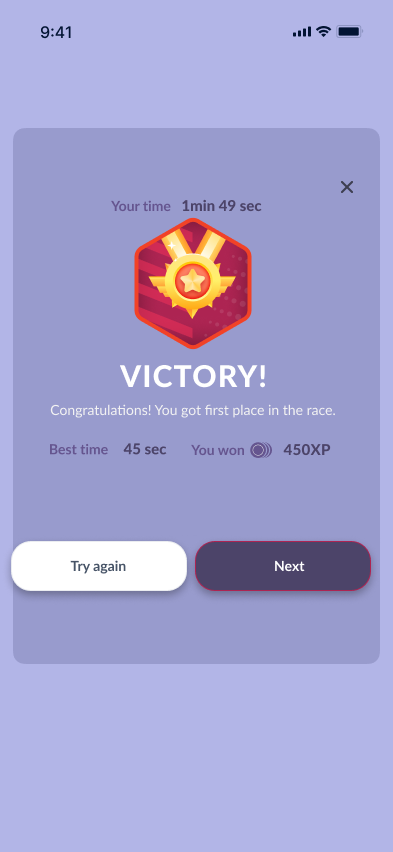 9:41
Your time 1min 49 sec
VICTORY!
Congratulations! You got first place in the race.
Best time 45 sec You won 450XP
Try again Next